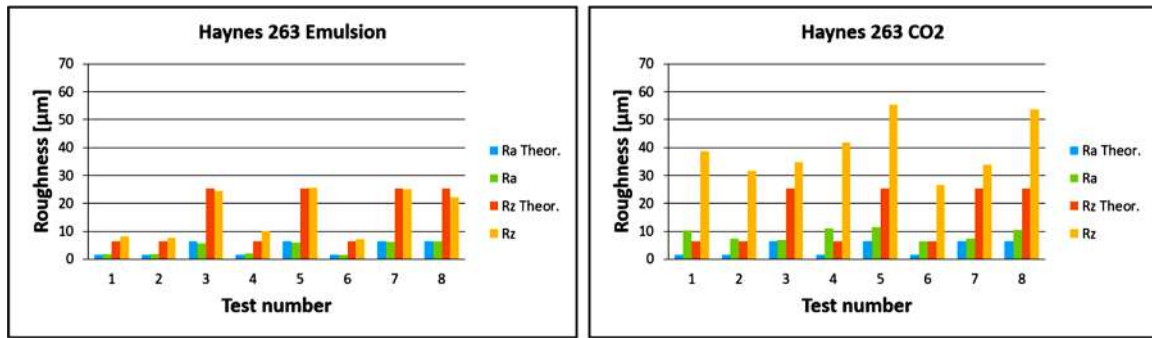 Haynes 263 Emulsion
Roughness [µm]
70
60
50
40
30
20
10
0
1 2 3 4 5 6 7 8
Test number
Ra Theor.
Ra
Rz Theor.
Rz
Haynes 263 CO2
Roughness [µm]
70
60
50
40
30
20
10
0
1 2 3 4 5 6 7 8
Test number
Ra Theor.
Ra
Rz Theor.
Rz